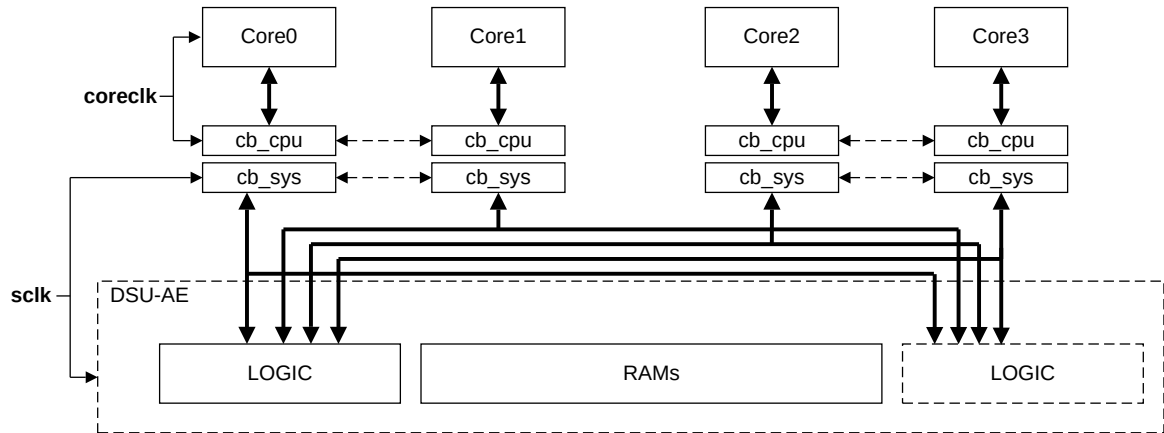 Core0 Core1 Core2 Core3
coreclk
cb_cpu cb_cpu cb_cpu cb_cpu
cb_sys cb_sys cb_sys cb_sys
sclk
DSU-AE
LOGIC RAMs LOGIC